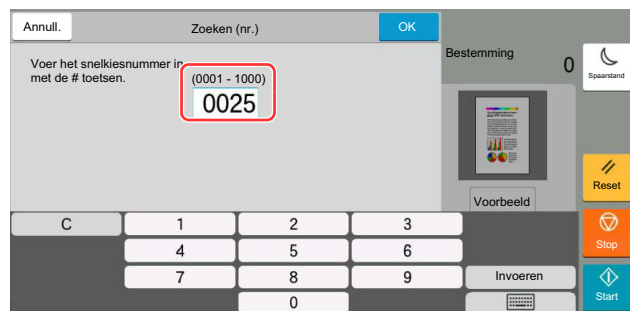 Annull.
Zoeken (nr.)
OK
Voer het snelkiesnummer in
met de # toetsen.
(0001 - 1000)
0025
Bestemming
0
Spaarstand
Voorbeeld
Reset
Stop
Start
C
1
2
3
4
5
6
7
8
9
0
Invoeren